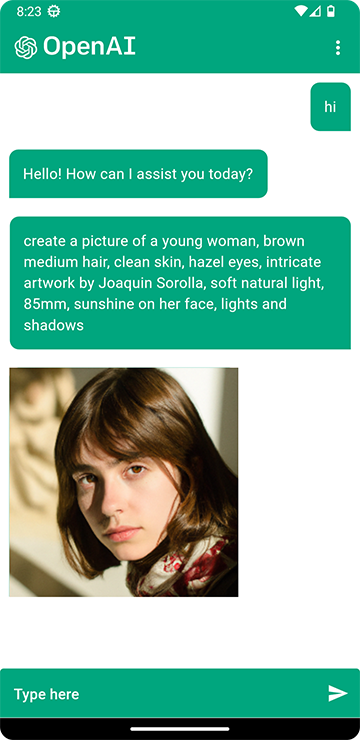 8:23
OpenAI
hi
Hello! How can I assist you today?
create a picture of a young woman, brown
medium hair, clean skin, hazel eyes, intricate
artwork by Joaquin Sorolla, soft natural light,
85mm, sunshine on her face, lights and
shadows
Type here